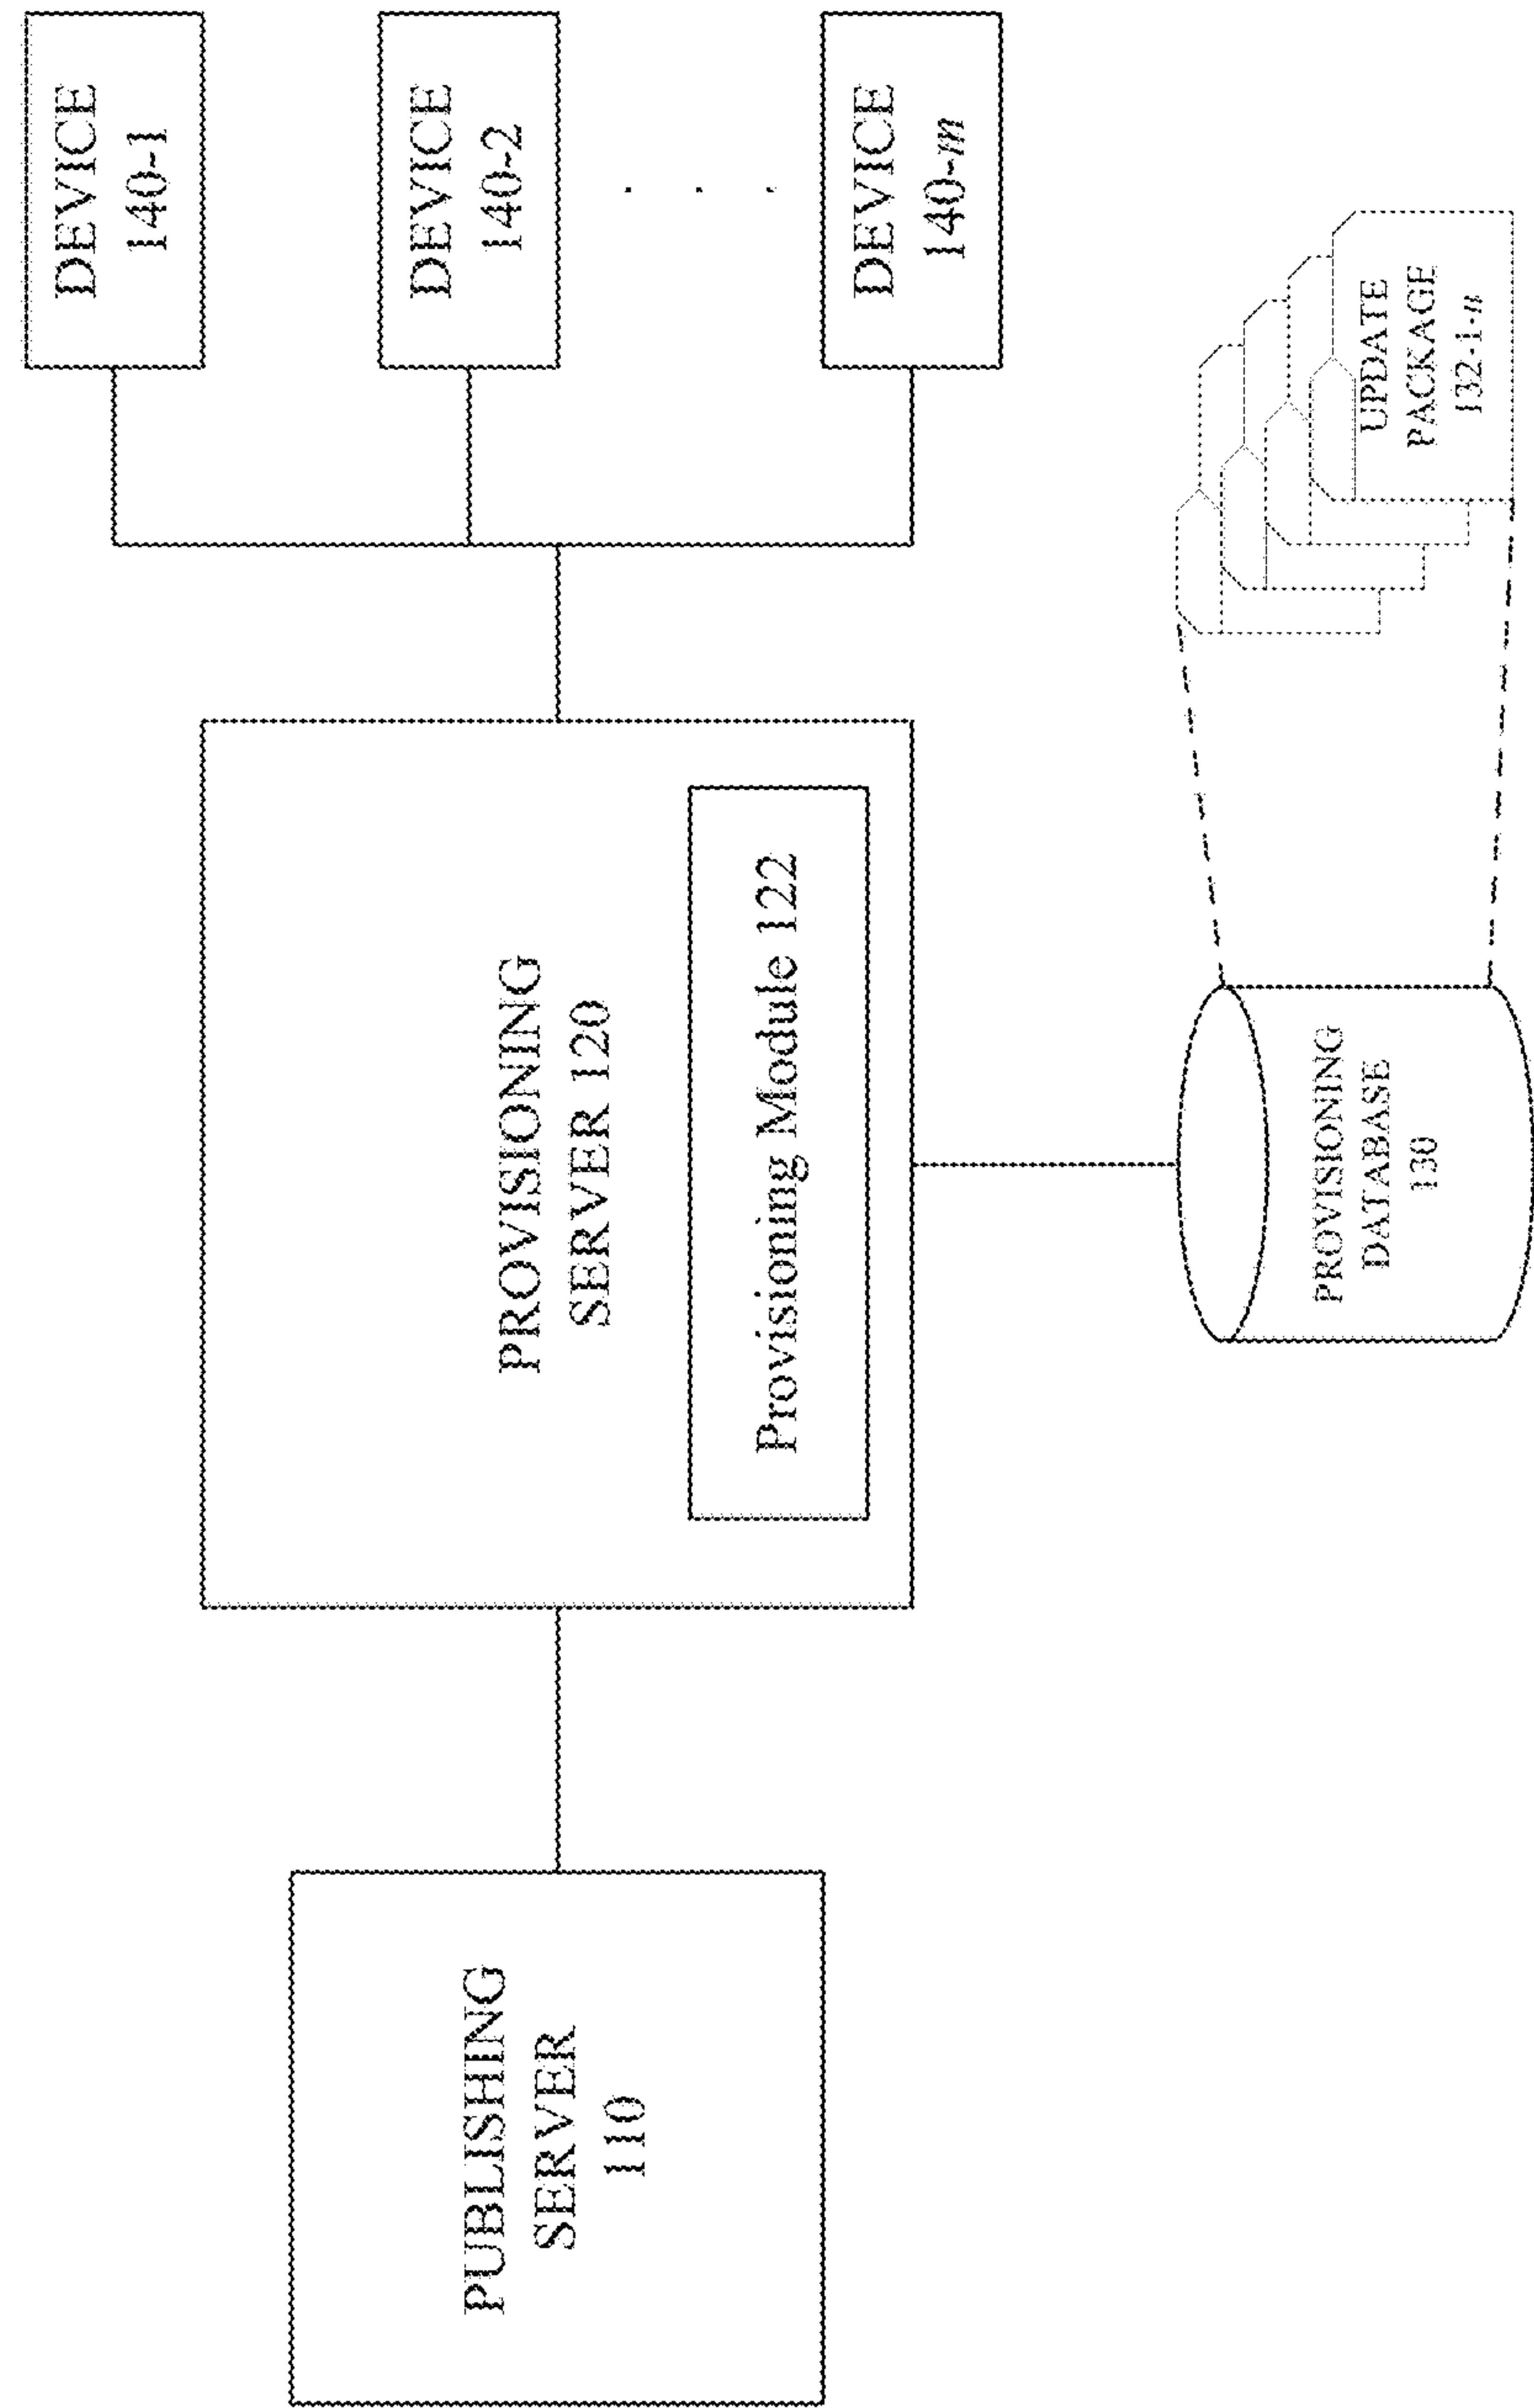 PUBLISHING
SERVER
110
PROVISIONING
SERVER 120
Provisioning Module 122
DEVICE
140-1
DEVICE
140-2
. . .
DEVICE
140-m
PROVISIONING
DATABASE
130
UPDATE
PACKAGE
132-1-n